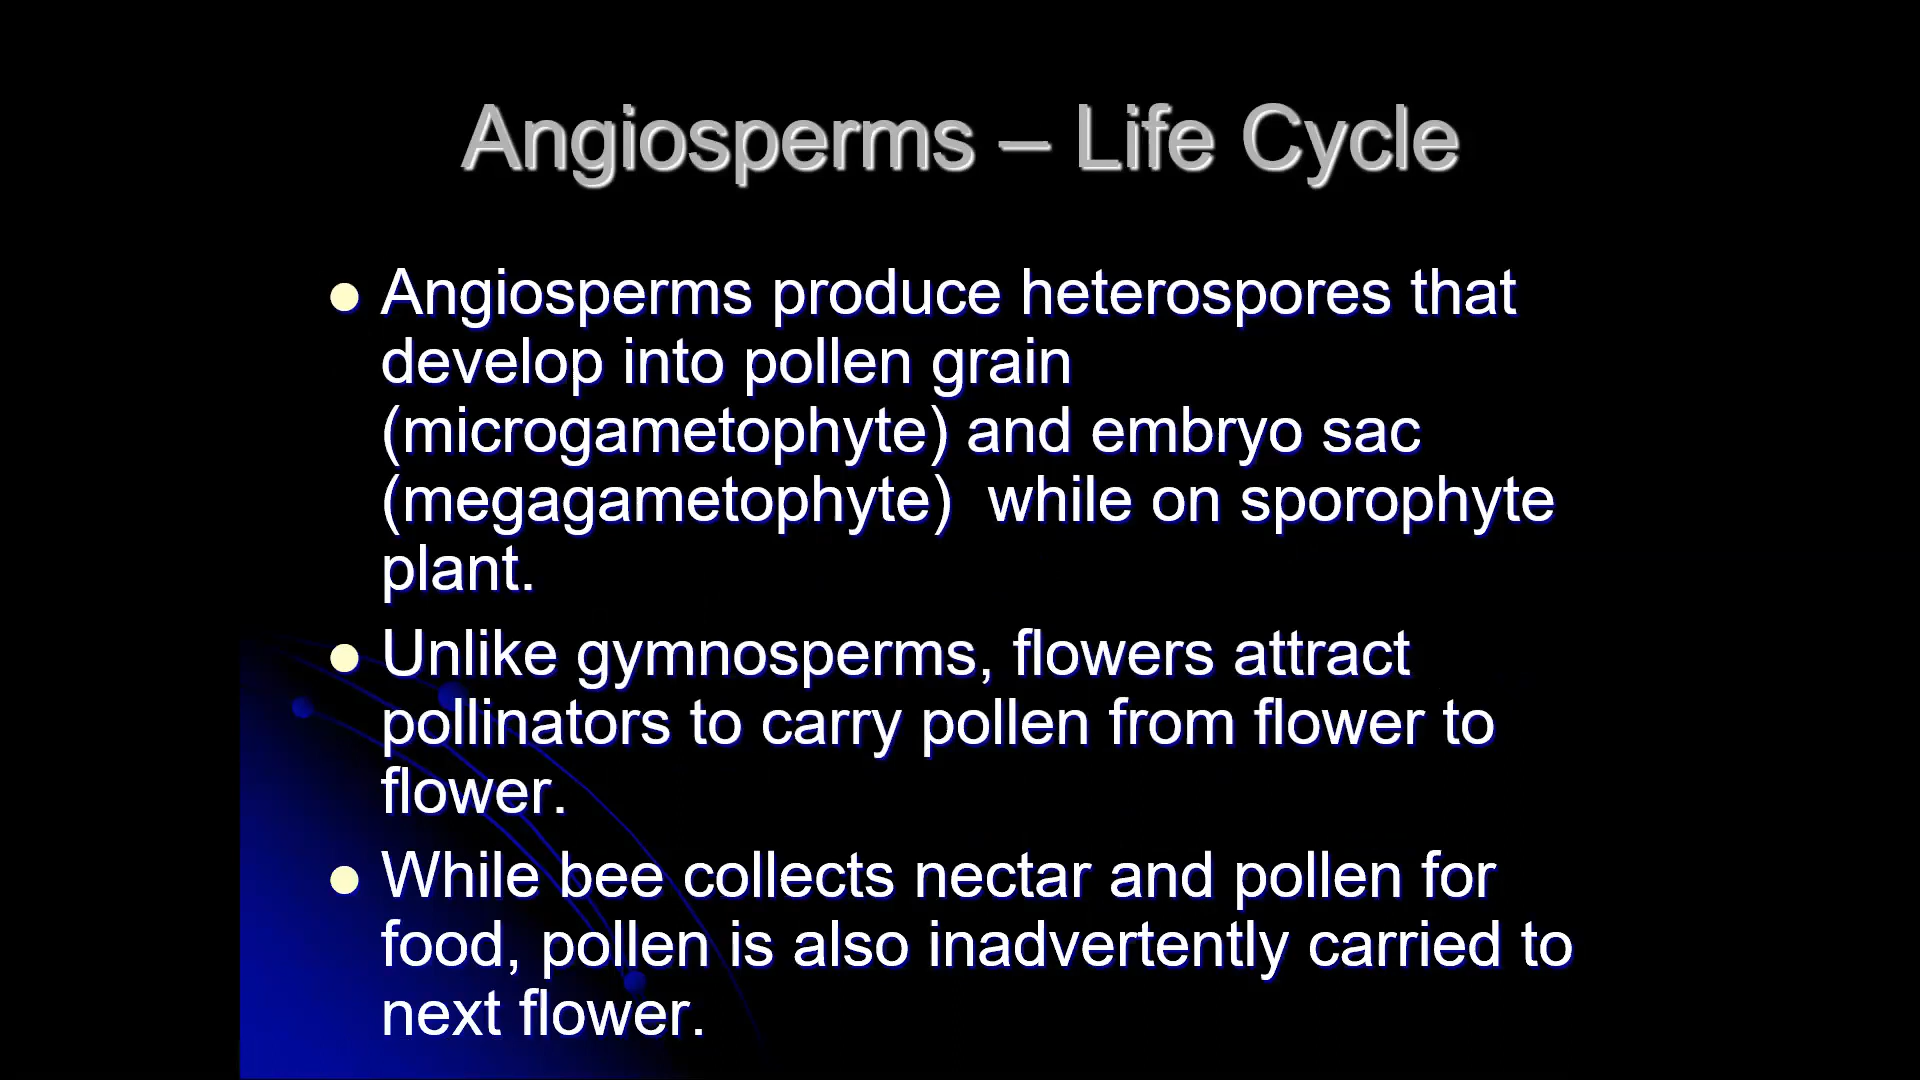 Angiosperms – Life Cycle
● Angiosperms produce heterospores that
develop into pollen grain
(microgametophyte) and embryo sac
(megagametophyte)  while on sporophyte
plant.
● Unlike gymnosperms, flowers attract
pollinators to carry pollen from flower to
flower.
● While bee collects nectar and pollen for
food, pollen is also inadvertently carried to
next flower.